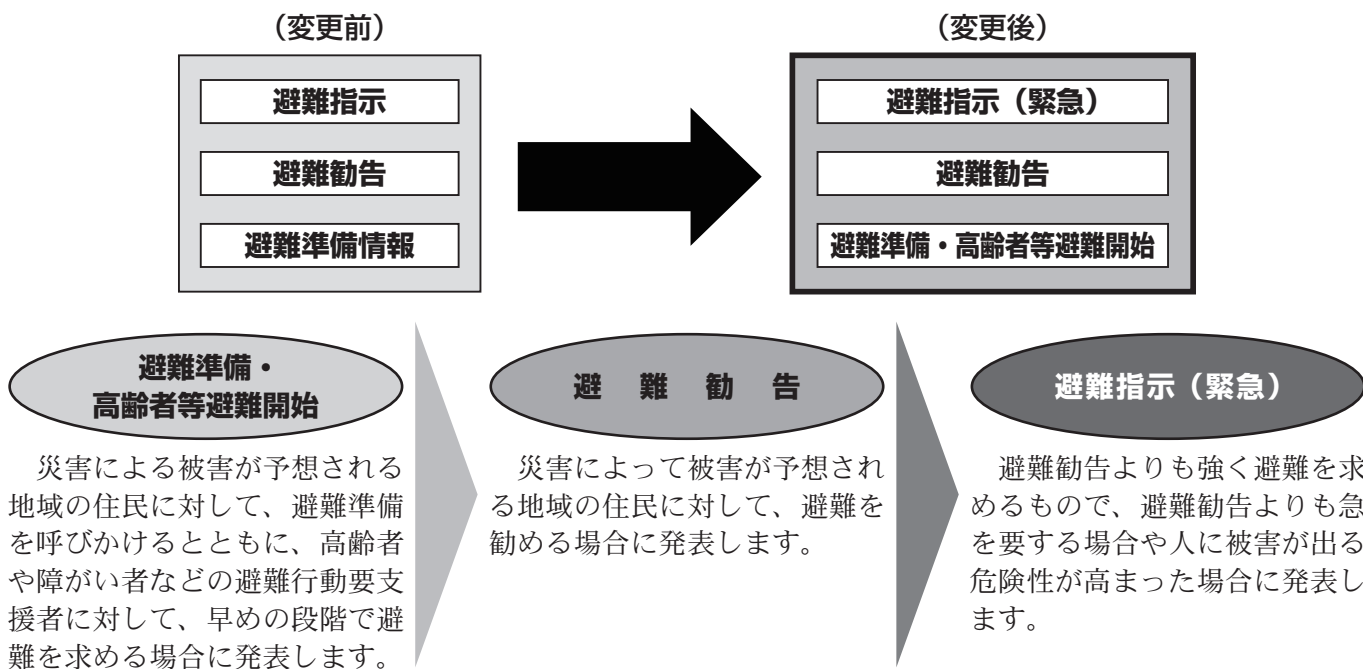 （変更前）
避難指示
避難勧告
避難準備情報
（変更後）
避難指示（緊急）
避難勧告
避難準備・高齢者等避難開始
避難準備・
高齢者等避難開始
災害による被害が予想される
地域の住民に対して、避難準備
を呼びかけるとともに、高齢者
や障がい者などの避難行動要支
援者に対して、早めの段階で避
難を求める場合に発表します。
避難勧告
災害によって被害が予想され
る地域の住民に対して、避難を
勧める場合に発表します。
避難指示（緊急）
避難勧告よりも強く避難を求
めるもので、避難勧告よりも急
を要する場合や人に被害が出る
危険性が高まった場合に発表し
ます。